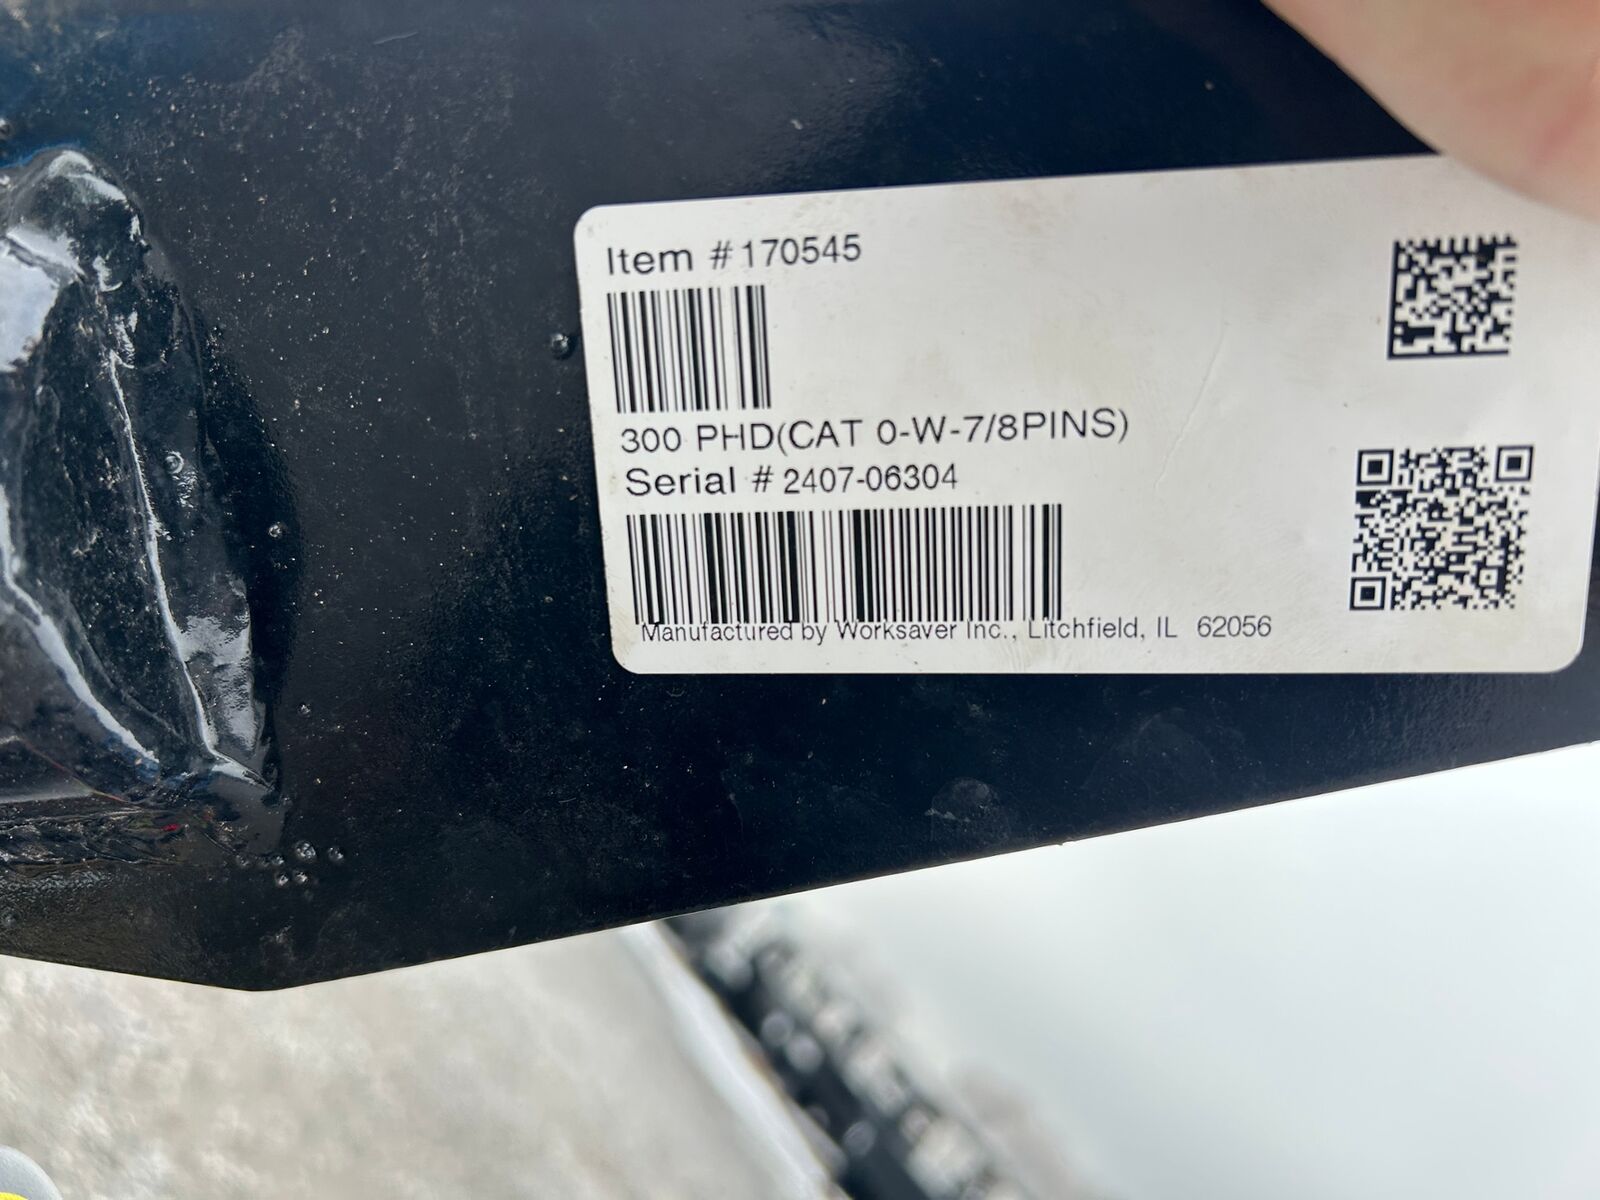 Item #170545
300 PHD(CAT 0-W-7/8PINS)
Serial #2407-06304
Manufactured by Worksaver Inc., Litchfield, IL 62056